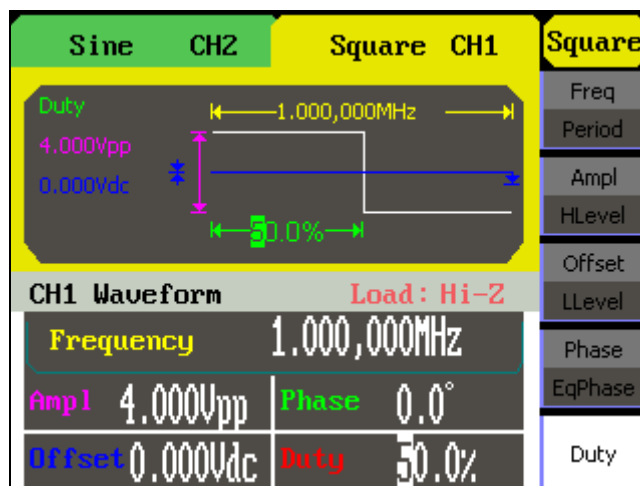 Sine CH2 Square CH1 Square
Duty
1.000,000MHz
4.000Vpp
0.000Vdc
50.0%
CH1 Waveform Load: Hi-Z
Frequency 1.000,000MHz
Ampl 4.000Vpp Phase 0.0°
Offset 0.000Vdc Duty 50.0%
Freq
Period
Ampl
HLevel
Offset
LLevel
Phase
EqPhase
Duty